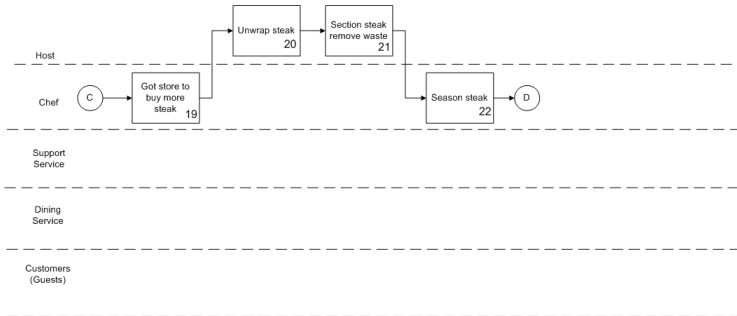 Unwrap steak
20
Section steak
remove waste
21
Host
C
Got store to
buy more
steak
19
Chef
Season steak
22
D
Support
Service
Dining
Service
Customers
(Guests)